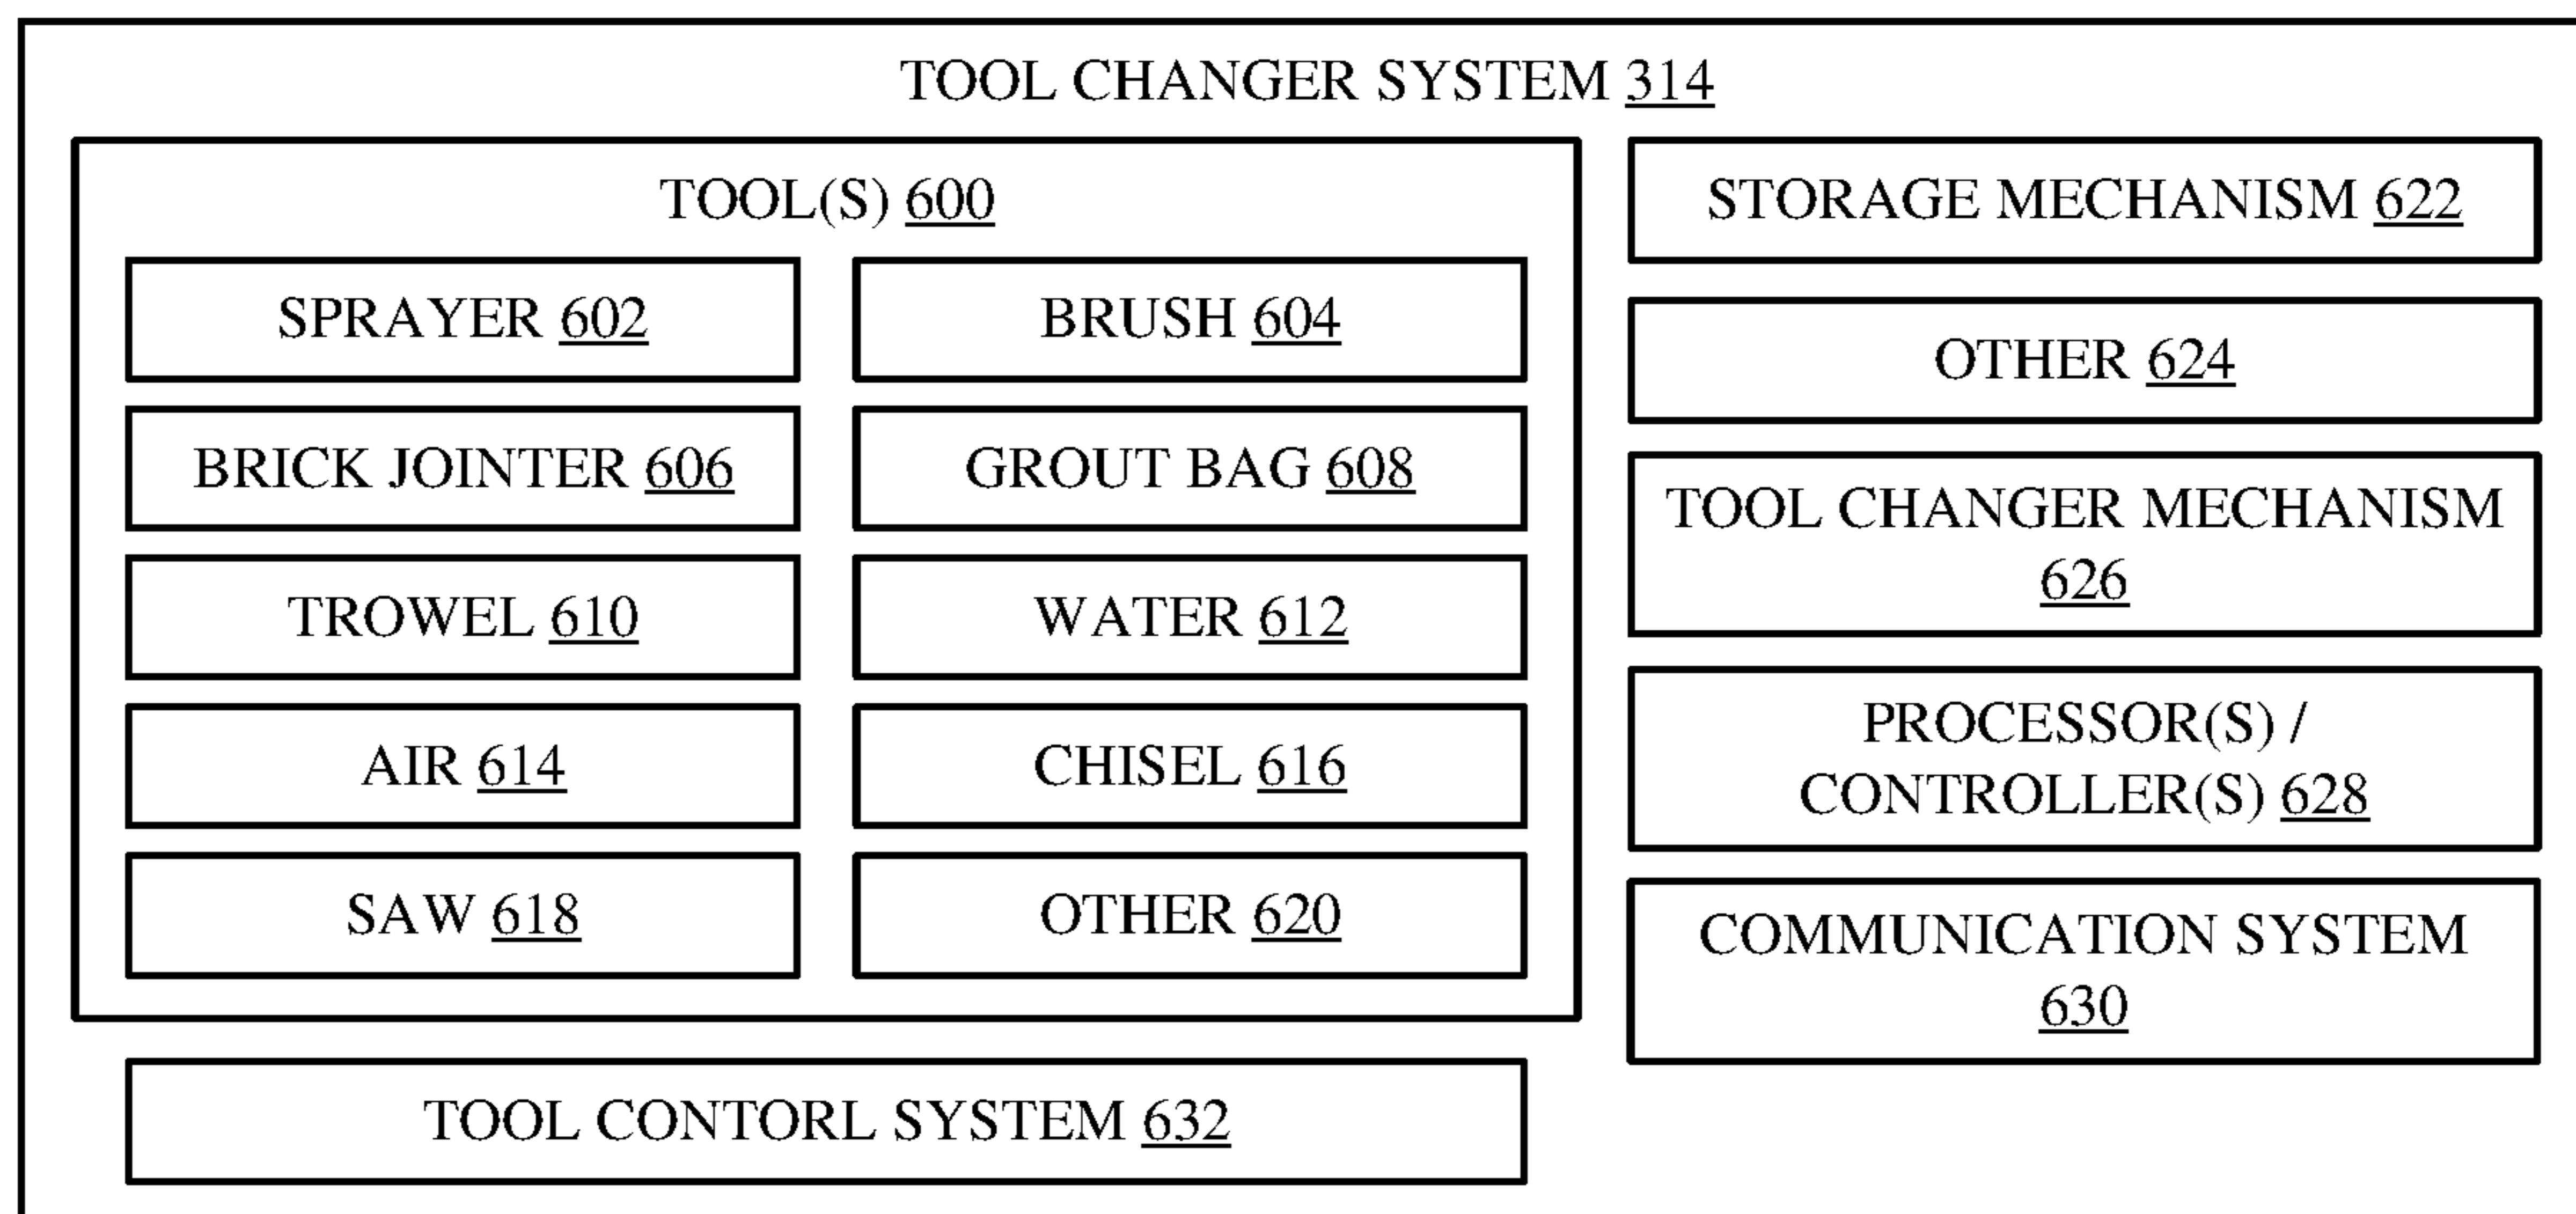 TOOL CHANGER SYSTEM 314
TOOL(S) 600
SPRAYER 602
BRUSH 604
BRICK JOINTER 606
GROUT BAG 608
TROWEL 610
WATER 612
AIR 614
CHISEL 616
SAW 618
OTHER 620
TOOL CONTORL SYSTEM 632
STORAGE MECHANISM 622
OTHER 624
TOOL CHANGER MECHANISM
626
PROCESSOR(S) /
CONTROLLER(S) 628
COMMUNICATION SYSTEM
630